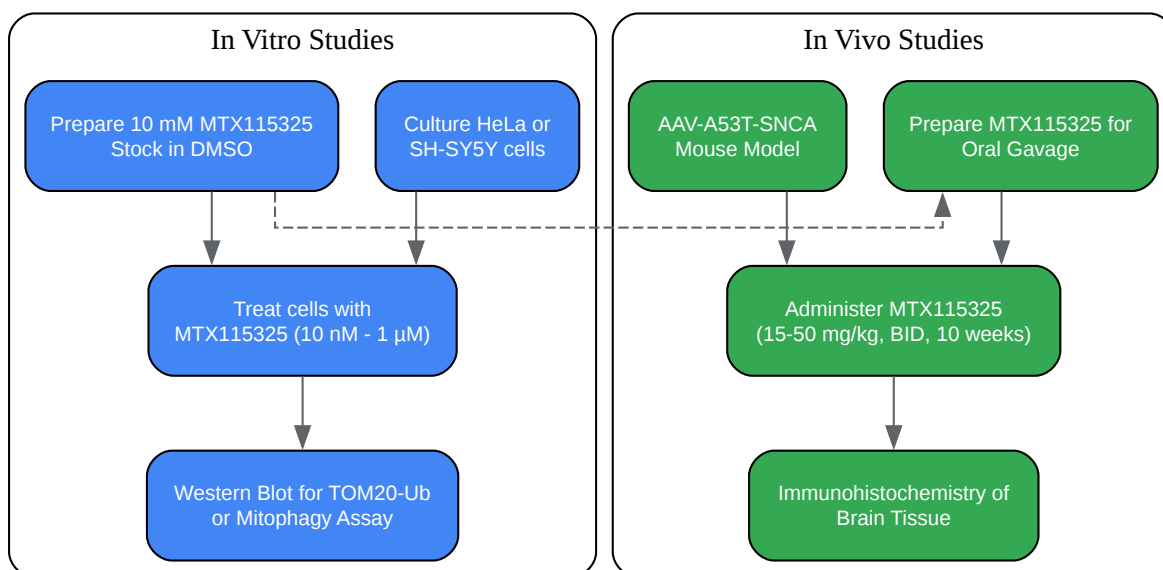 In Vitro Studies
Prepare 10 mM MTX115325
Stock in DMSO
Culture HeLa or
SH-SY5Y cells
Treat cells with
MTX115325 (10 nM - 1 µM)
Western Blot for TOM20-Ub
or Mitophagy Assay
In Vivo Studies
AAV-A53T-SNCA
Mouse Model
Prepare MTX115325 for
Oral Gavage
Administer MTX115325
(15-50 mg/kg, BID, 10 weeks)
Immunohistochemistry of
Brain Tissue